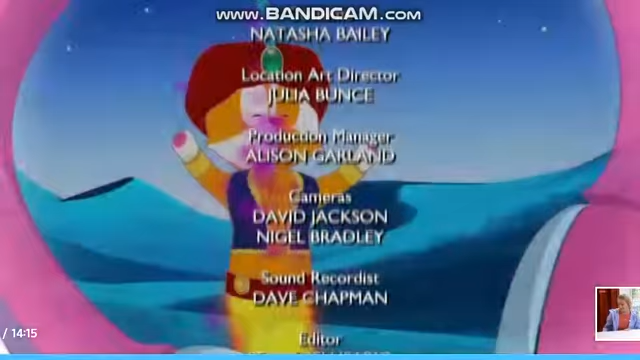 www.BANDICAM.com
NATASHA BAILEY
Location Art Director
JULIA BUNCE
Production Manager
ALISON GARLAND
Cameras
DAVID JACKSON
NIGEL BRADLEY
Sound Recordist
DAVE CHAPMAN
/ 14:15
Editor